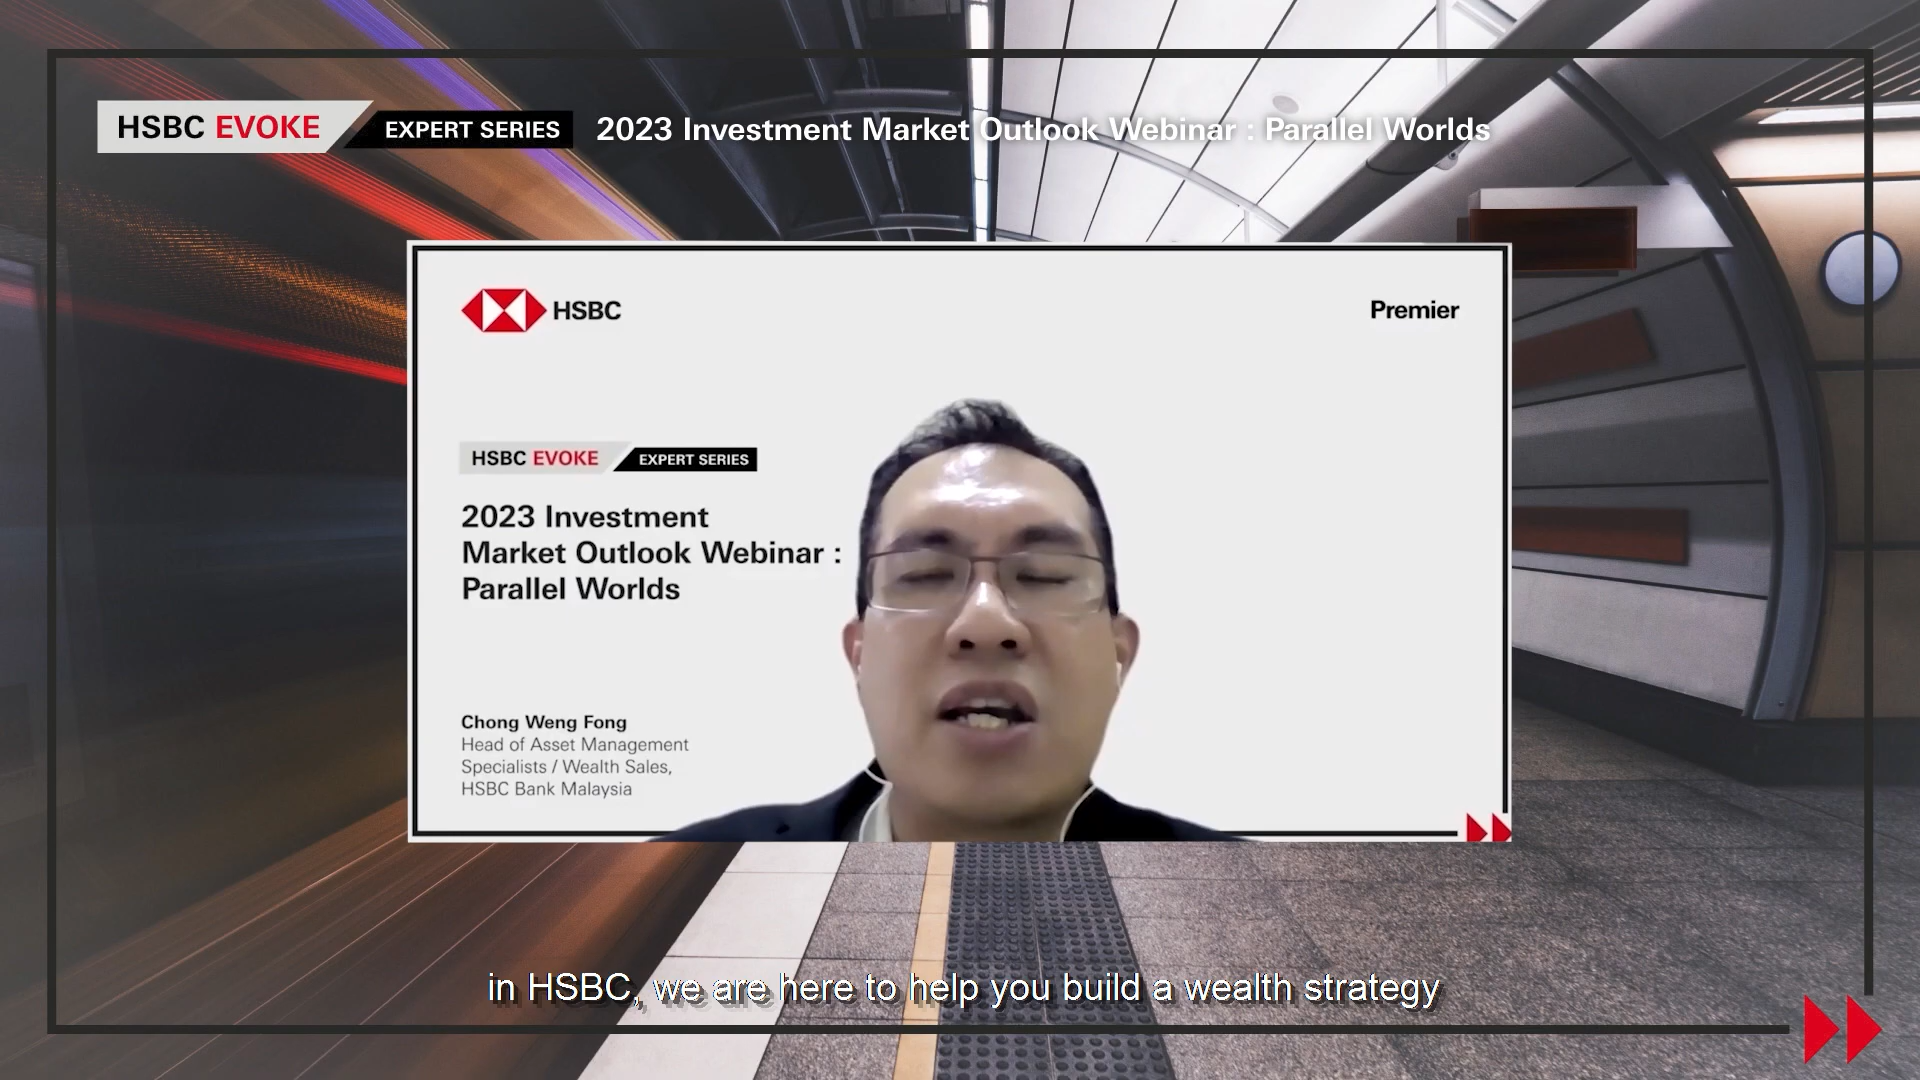 HSBC EVOKE EXPERT SERIES 2023 Investment Market Outlook Webinar : Parallel Worlds
HSBC
Premier
HSBC EVOKE EXPERT SERIES
2023 Investment
Market Outlook Webinar :
Parallel Worlds
Chong Weng Fong
Head of Asset Management
Specialists / Wealth Sales,
HSBC Bank Malaysia
in HSBC, we are here to help you build a wealth strategy